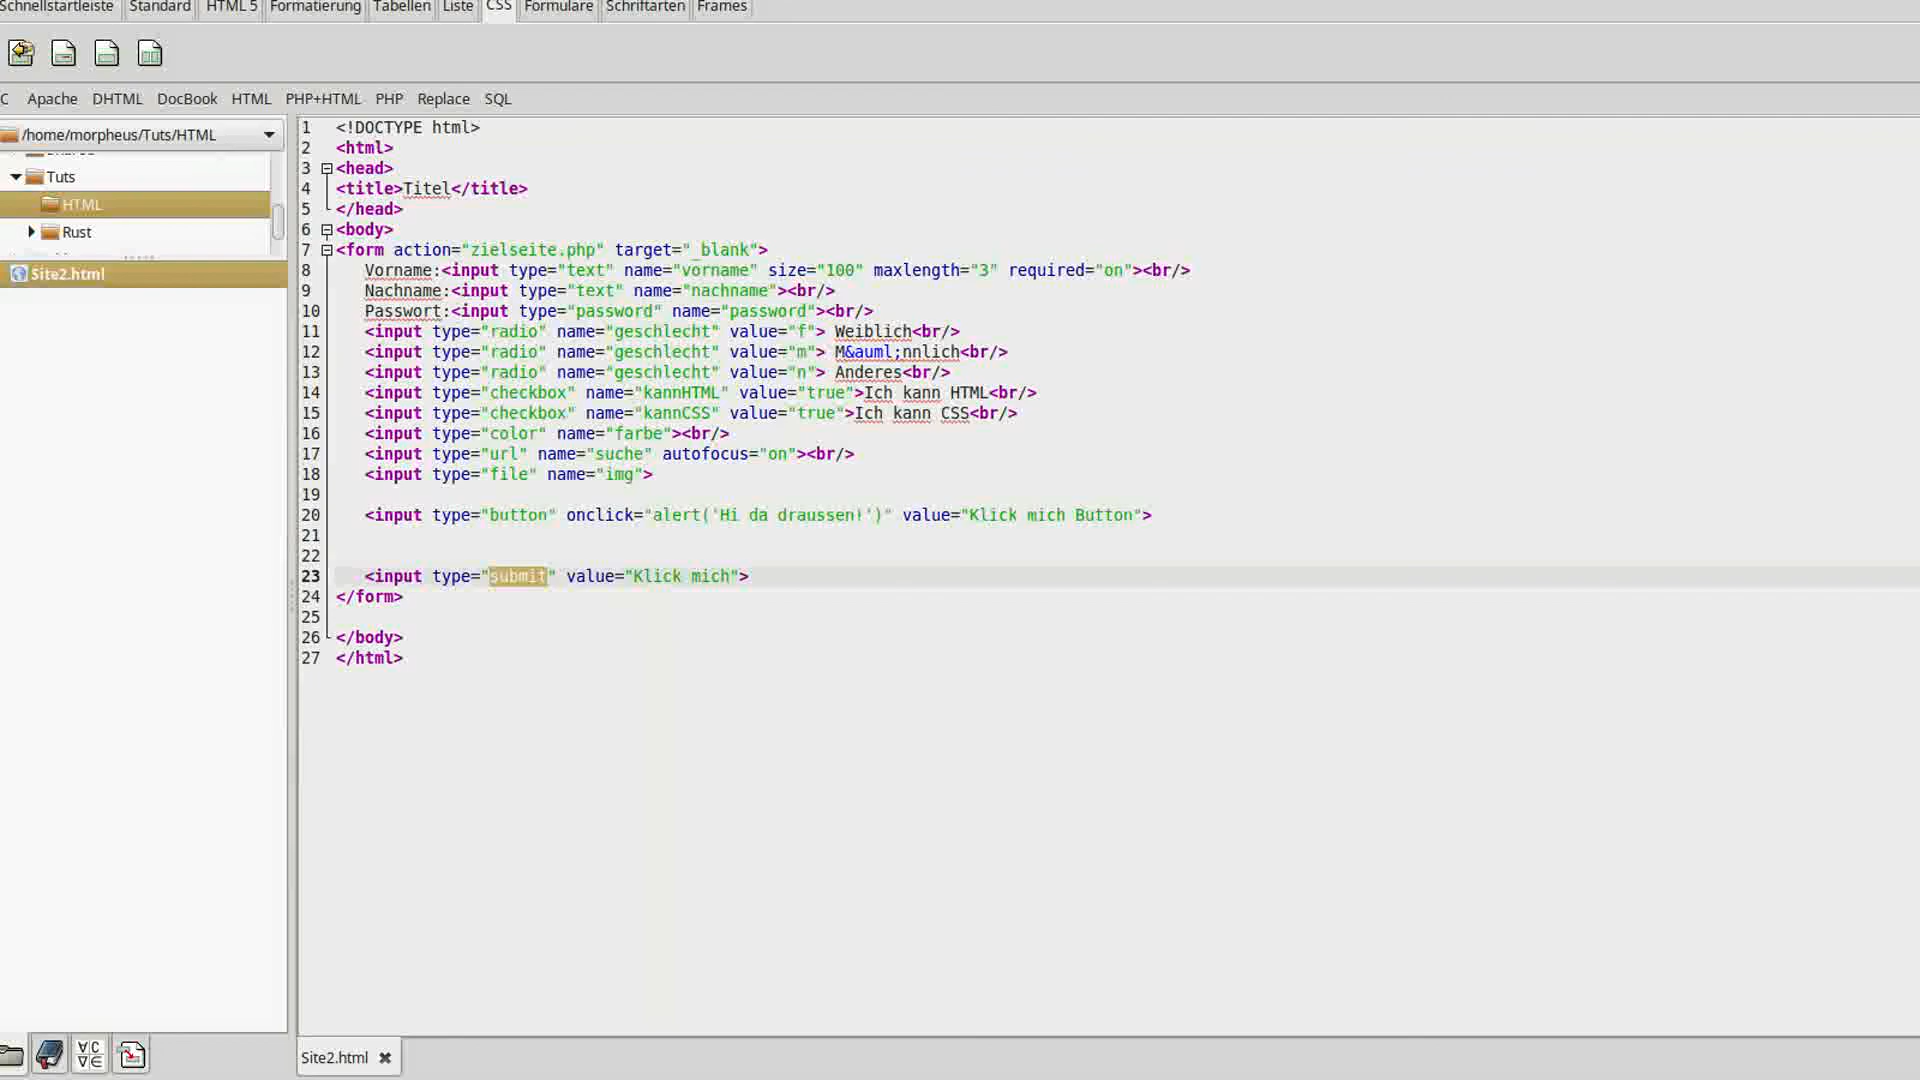 Schnellstartleiste Standard HTML 5 Formatierung Tabellen Liste CSS Formulare Schriftarten Frames
C Apache DHTML DocBook HTML PHP+HTML PHP Replace SQL
/home/morpheus/Tuts/HTML
Tuts
HTML
Rust
Site2.html
1 <!DOCTYPE html>
2 <html>
3 <head>
4 <title>Titel</title>
5 </head>
6 <body>
7 <form action="zielseite.php" target="_blank">
8 Vorname:<input type="text" name="vorname" size="100" maxlength="3" required="on"><br/>
9 Nachname:<input type="text" name="nachname"><br/>
10 Passwort:<input type="password" name="password"><br/>
11 <input type="radio" name="geschlecht" value="f"> Weiblich<br/>
12 <input type="radio" name="geschlecht" value="m"> M&auml;nnlich<br/>
13 <input type="radio" name="geschlecht" value="n"> Anderes<br/>
14 <input type="checkbox" name="kannHTML" value="true">Ich kann HTML<br/>
15 <input type="checkbox" name="kannCSS" value="true">Ich kann CSS<br/>
16 <input type="color" name="farbe"><br/>
17 <input type="url" name="suche" autofocus="on"><br/>
18 <input type="file" name="img">
19
20 <input type="button" onclick="alert('Hi da draussen!')" value="Klick mich Button">
21
22
23 <input type="submit" value="Klick mich">
24 </form>
25
26 </body>
27 </html>
Site2.html